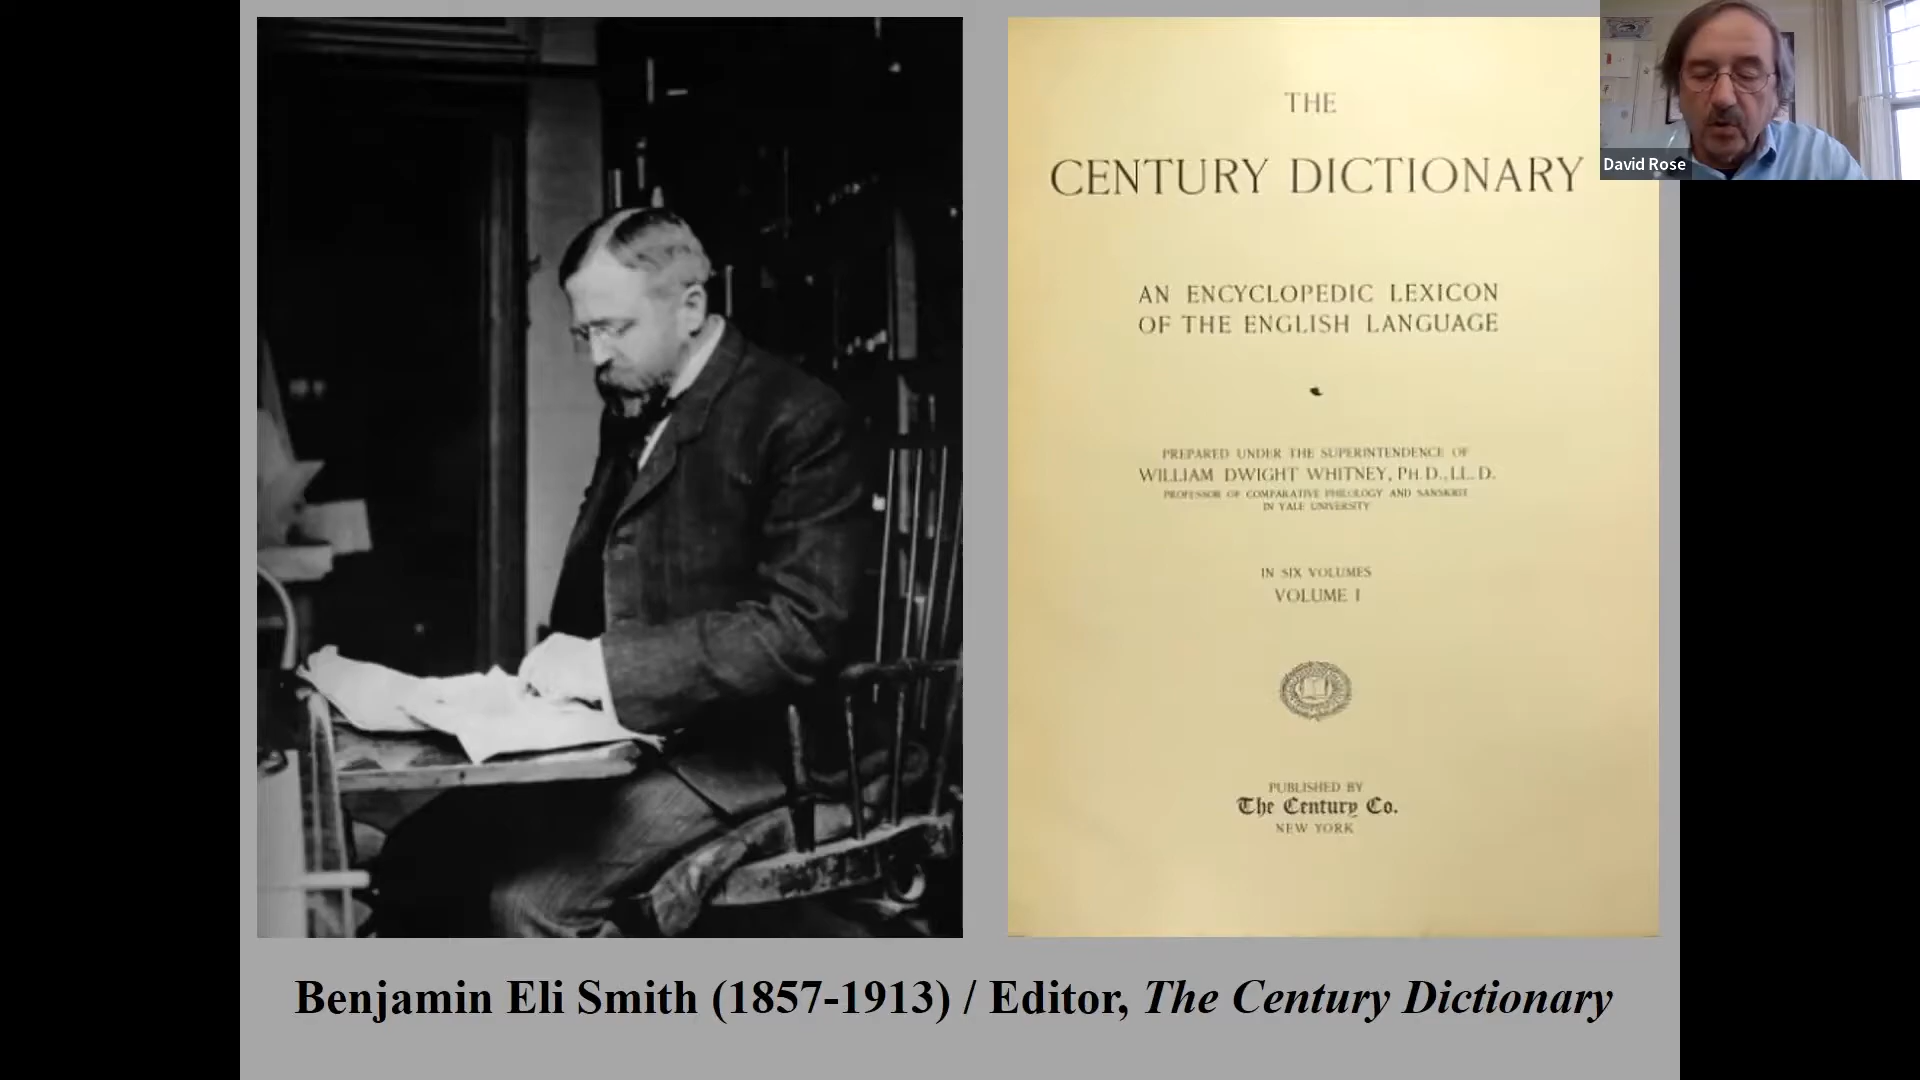 THE
CENTURY DICTIONARY
AN ENCYCLOPEDIC LEXICON
OF THE ENGLISH LANGUAGE
PREPARED UNDER THE SUPERINTENDENCE OF
WILLIAM DWIGHT WHITNEY, PH.D., LL.D.
PROFESSOR OF COMPARATIVE PHILOLOGY AND SANSKRIT
IN YALE UNIVERSITY
IN SIX VOLUMES
VOLUME I
PUBLISHED BY
The Century Co.
NEW YORK
David Rose
Benjamin Eli Smith (1857-1913) / Editor, The Century Dictionary